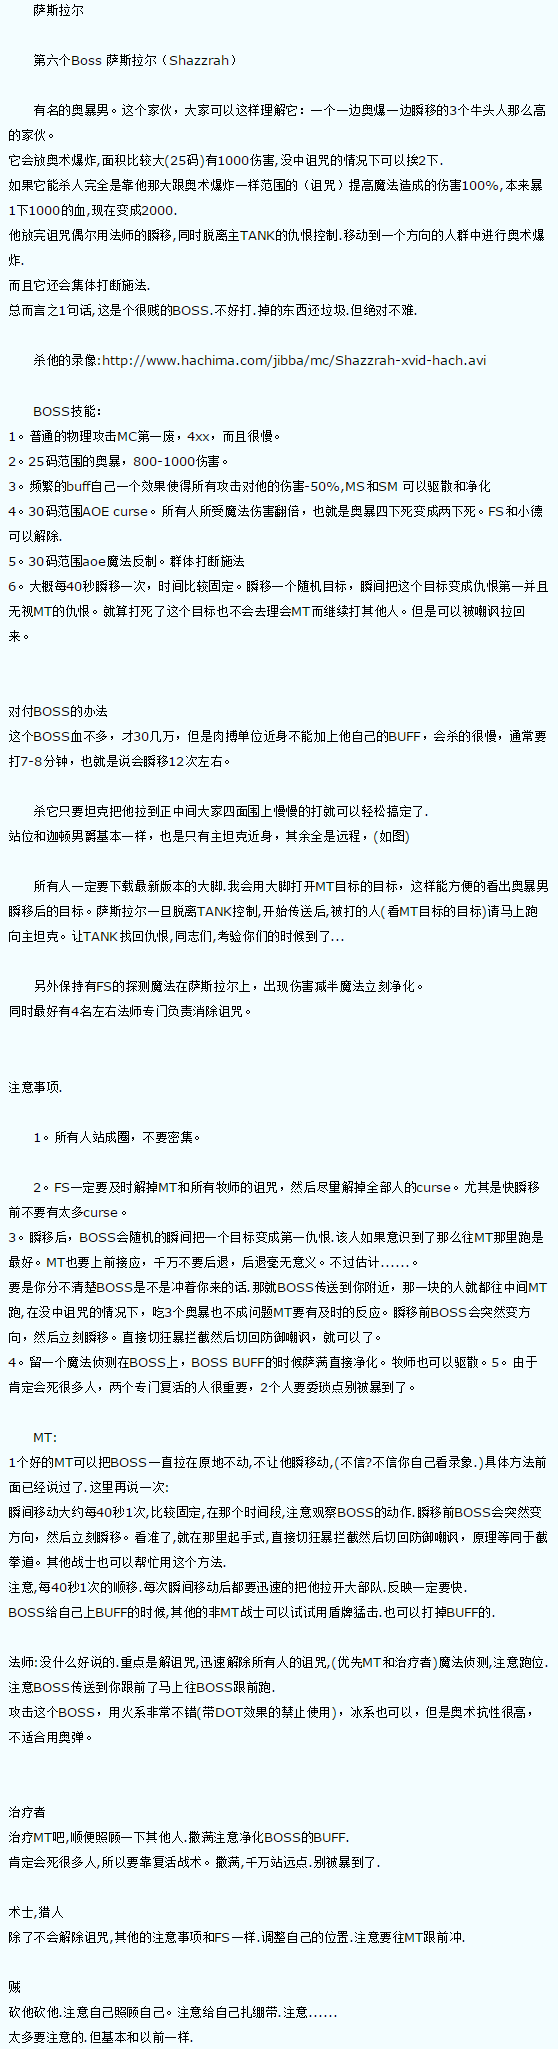 萨斯拉尔
第六个Boss 萨斯拉尔（Shazzrah）
有名的奥暴男。这个家伙，大家可以这样理解它：一个一边奥爆一边瞬移的3个牛头人那么高
的家伙。
它会放奥术爆炸,面积比较大(25码)有1000伤害,没中诅咒的情况下可以挨2下.
如果它能杀人完全是靠他那大跟奥术爆炸一样范围的（诅咒）提高魔法造成的伤害100%,本来暴
1下1000的血,现在变成2000.
他放完诅咒偶尔用法师的瞬移,同时脱离主TANK的仇恨控制.移动到一个方向的人群中进行奥术爆
炸.
而且它还会集体打断施法.
总而言之1句话,这是个很贱的BOSS.不好打.掉的东西还垃圾.但绝对不难.
杀他的录像:http://www.hachima.com/jibba/mc/Shazzrah-xvid-hach.avi
BOSS技能：
1。普通的物理攻击MC第一废，4xx，而且很慢。
2。25码范围的奥暴，800-1000伤害。
3。频繁的buff自己一个效果使得所有攻击对他的伤害-50%,MS和SM 可以驱散和净化
4。30码范围AOE curse。所有人所受魔法伤害翻倍，也就是奥暴四下死变成两下死。FS和小德
可以解除.
5。30码范围aoe魔法反制。群体打断施法
6。大概每40秒瞬移一次，时间比较固定。瞬移一个随机目标，瞬间把这个目标变成仇恨第一并且
无视MT的仇恨。就算打死了这个目标也不会去理会MT而继续打其他人。但是可以被嘲讽拉回
来。
对付BOSS的办法
这个BOSS血不多，才30几万，但是肉搏单位近身不能加上他自己的BUFF，会杀的很慢，通常要
打7-8分钟，也就是说会瞬移12次左右。
杀它只要坦克把他拉到正中间大家四面围上慢慢的打就可以轻松搞定了.
站位和迦顿男爵基本一样，也是只有主坦克近身，其余全是远程，(如图)
所有人一定要下载最新版本的大脚.我会用大脚打开MT目标的目标，这样能方便的看出奥暴男
瞬移后的目标。萨斯拉尔一旦脱离TANK控制,开始传送后,被打的人(看MT目标的目标)请马上跑
向主坦克。让TANK找回仇恨,同志们,考验你们的时候到了...
另外保持有FS的探测魔法在萨斯拉尔上，出现伤害减半魔法立刻净化。
同时最好有4名左右法师专门负责消除诅咒。
注意事项.
1。所有人站成圈，不要密集。
2。FS一定要及时解掉MT和所有牧师的诅咒，然后尽里解掉全部人的curse。尤其是快瞬移
前不要有太多curse。
3。瞬移后，BOSS会随机的瞬间把一个目标变成第一仇恨.该人如果意识到了那么往MT那里跑是
最好。MT也要上前接应，千万不要后退，后退毫无意义。不过估计……。
要是你分不清楚BOSS是不是冲着你来的话.那就BOSS传送到你附近，那一块的人就都往中间MT
跑,在没中诅咒的情况下，吃3个奥暴也不成问题MT要有及时的反应。瞬移前BOSS会突然变方
向，然后立刻瞬移。直接切狂暴拦截然后切回防御嘲讽，就可以了。
4。留一个魔法侦测在BOSS上，BOSS BUFF的时候萨满直接净化。牧师也可以驱散。5。由于
肯定会死很多人，两个专门复活的人很重要，2个人要委琐点别被暴到了。
MT:
1个好的MT可以把BOSS一直拉在原地不动,不让他瞬移动,(不信?不信你自己看录象.)具体方法前
面已经说过了.这里再说一次:
瞬间移动大约每40秒1次,比较固定,在那个时间段,注意观察BOSS的动作.瞬移前BOSS会突然变
方向，然后立刻瞬移。看准了,就在那里起手式,直接切狂暴拦截然后切回防御嘲讽，原理等同于截
拳道。其他战士也可以帮忙用这个方法.
注意,每40秒1次的顺移.每次瞬间移动后都要迅速的把他拉开大部队.反映一定要快.
BOSS给自己上BUFF的时候,其他的非MT战士可以试试用盾牌猛击.也可以打掉BUFF的.
法师:没什么好说的.重点是解诅咒,迅速解除所有人的诅咒,(优先MT和治疗者)魔法侦测,注意跑位.
注意BOSS传送到你跟前了马上往BOSS跟前跑.
攻击这个BOSS，用火系非常不错(带DOT效果的禁止使用)，冰系也可以，但是奥术抗性很高，
不适合用奥弹。
治疗者
治疗MT吧,顺便照顾一下其他人.撒满注意净化BOSS的BUFF.
肯定会死很多人,所以要靠复活战术。撒满,千万站远点.别被暴到了.
术士,猎人
除了不会解除诅咒,其他的注意事项和FS一样.调整自己的位置.注意要往MT跟前冲.
贼
砍他砍他.注意自己照顾自己。注意给自己扎绷带.注意……
太多要注意的.但基本和以前一样.